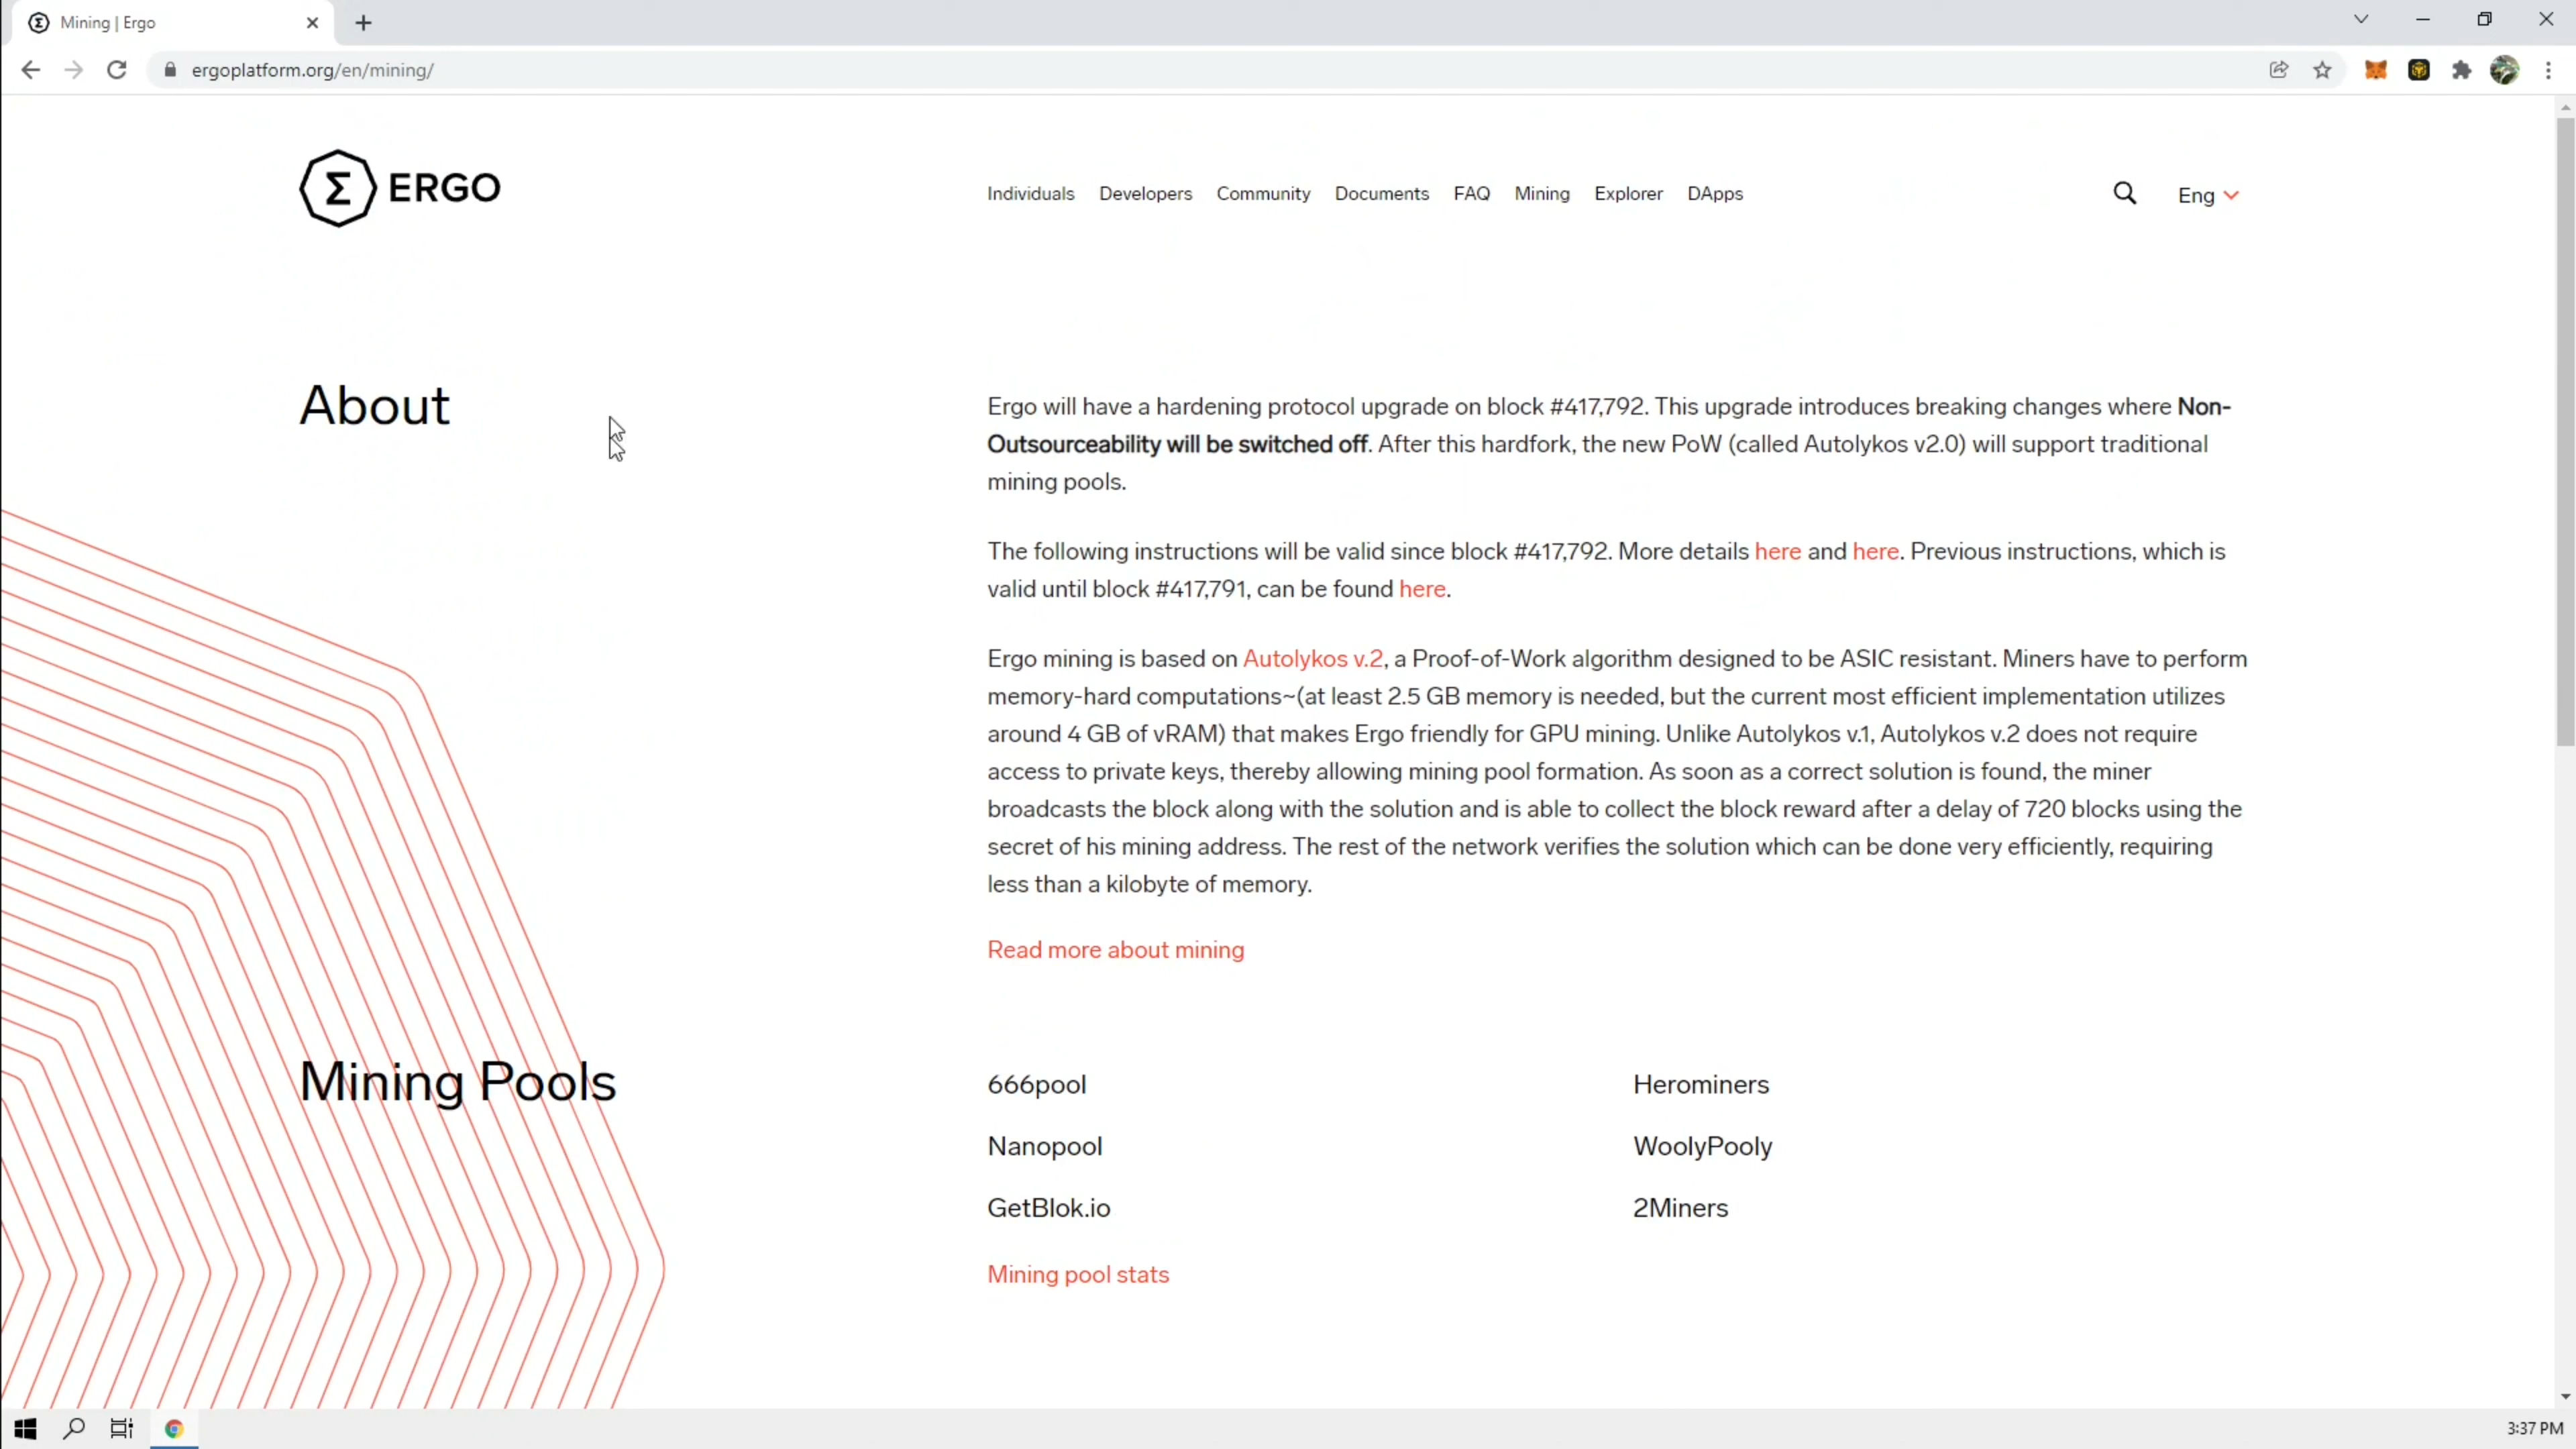 Mining | Ergo
ergoplatform.org/en/mining/
Σ ERGO
Individuals Developers Community Documents FAQ Mining Explorer DApps
Eng
About
Ergo will have a hardening protocol upgrade on block #417,792. This upgrade introduces breaking changes where Non-
Outsourceability will be switched off. After this hardfork, the new PoW (called Autolykos v2.0) will support traditional
mining pools.
The following instructions will be valid since block #417,792. More details here and here. Previous instructions, which is
valid until block #417,791, can be found here.
Ergo mining is based on Autolykos v.2, a Proof-of-Work algorithm designed to be ASIC resistant. Miners have to perform
memory-hard computations~(at least 2.5 GB memory is needed, but the current most efficient implementation utilizes
around 4 GB of vRAM) that makes Ergo friendly for GPU mining. Unlike Autolykos v.1, Autolykos v.2 does not require
access to private keys, thereby allowing mining pool formation. As soon as a correct solution is found, the miner
broadcasts the block along with the solution and is able to collect the block reward after a delay of 720 blocks using the
secret of his mining address. The rest of the network verifies the solution which can be done very efficiently, requiring
less than a kilobyte of memory.
Read more about mining
Mining Pools
666pool
Herominers
Nanopool
WoolyPooly
GetBlok.io
2Miners
Mining pool stats
3:37 PM